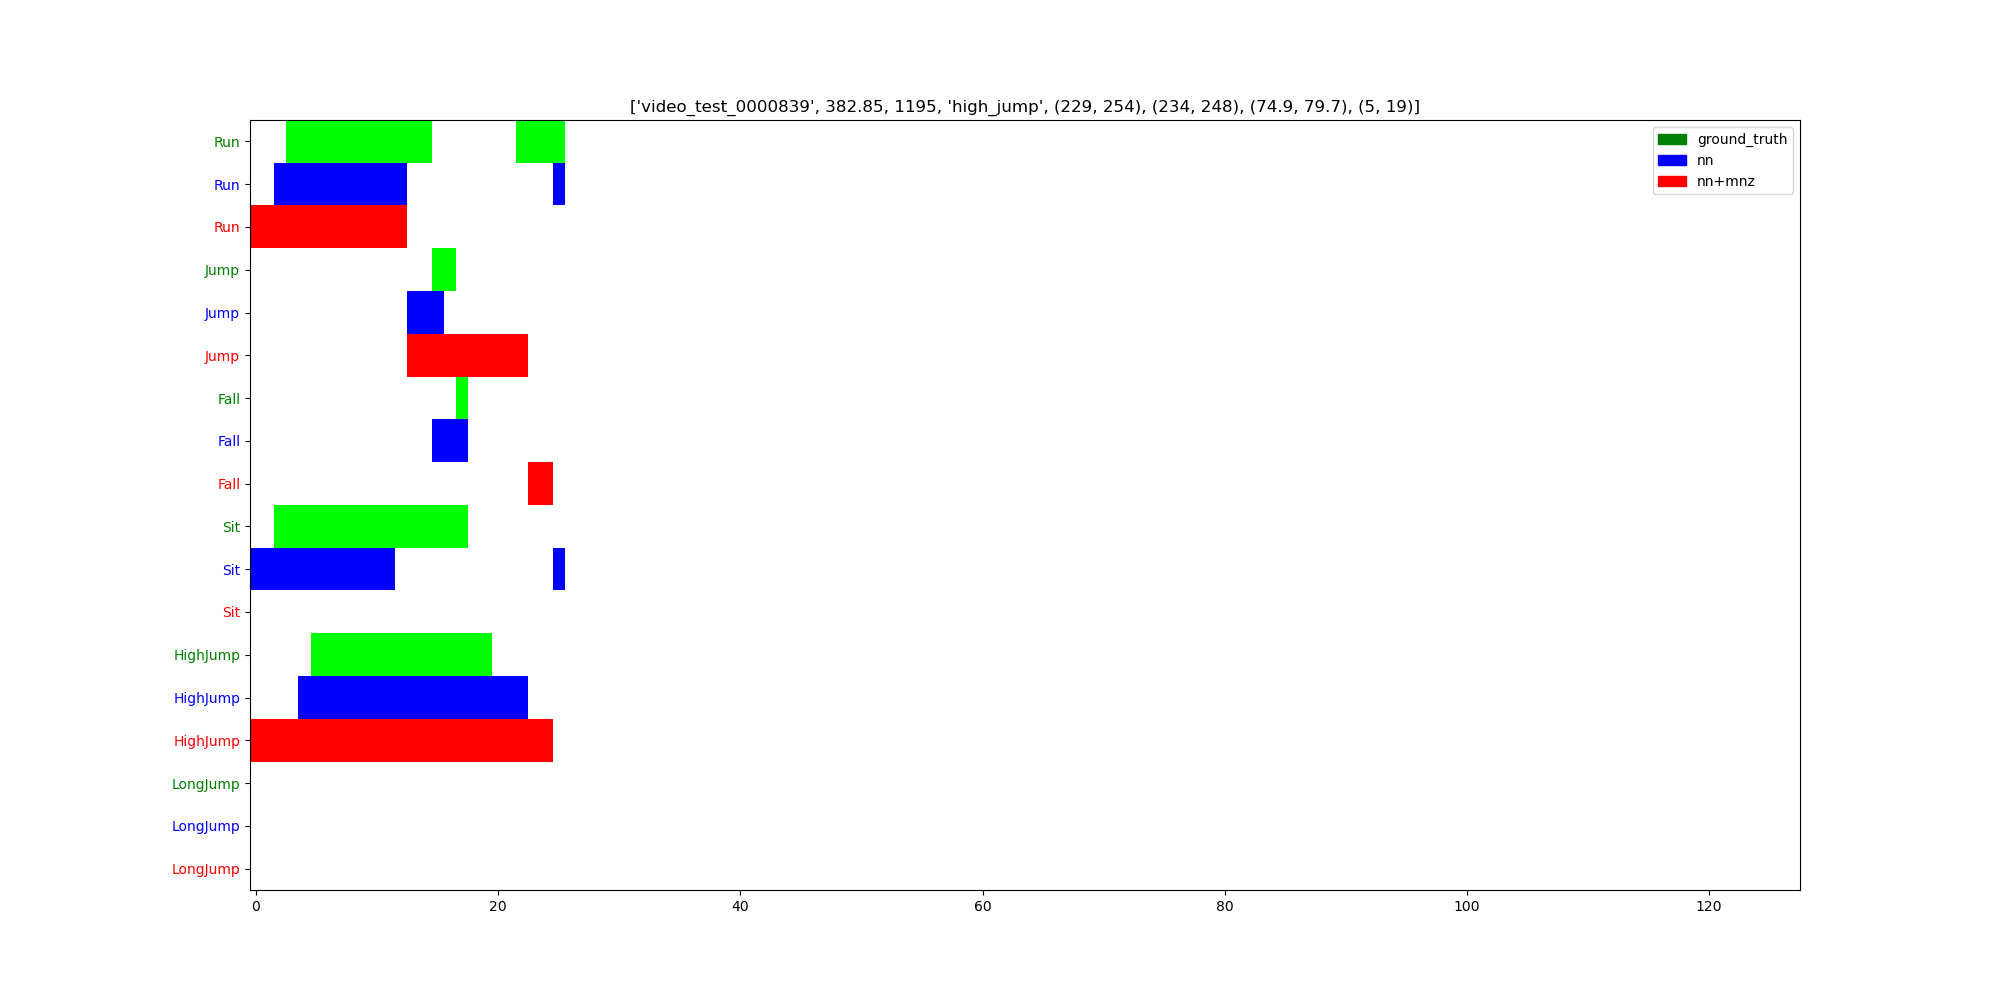 ['video_test_0000839', 382.85, 1195, 'high_jump', (229, 254), (234, 248), (74.9, 79.7), (5, 19)]
ground_truth
nn
nn+mnz
Run
Run
Run
Jump
Jump
Jump
Fall
Fall
Fall
Sit
Sit
Sit
HighJump
HighJump
HighJump
LongJump
LongJump
LongJump
0 20 40 60 80 100 120